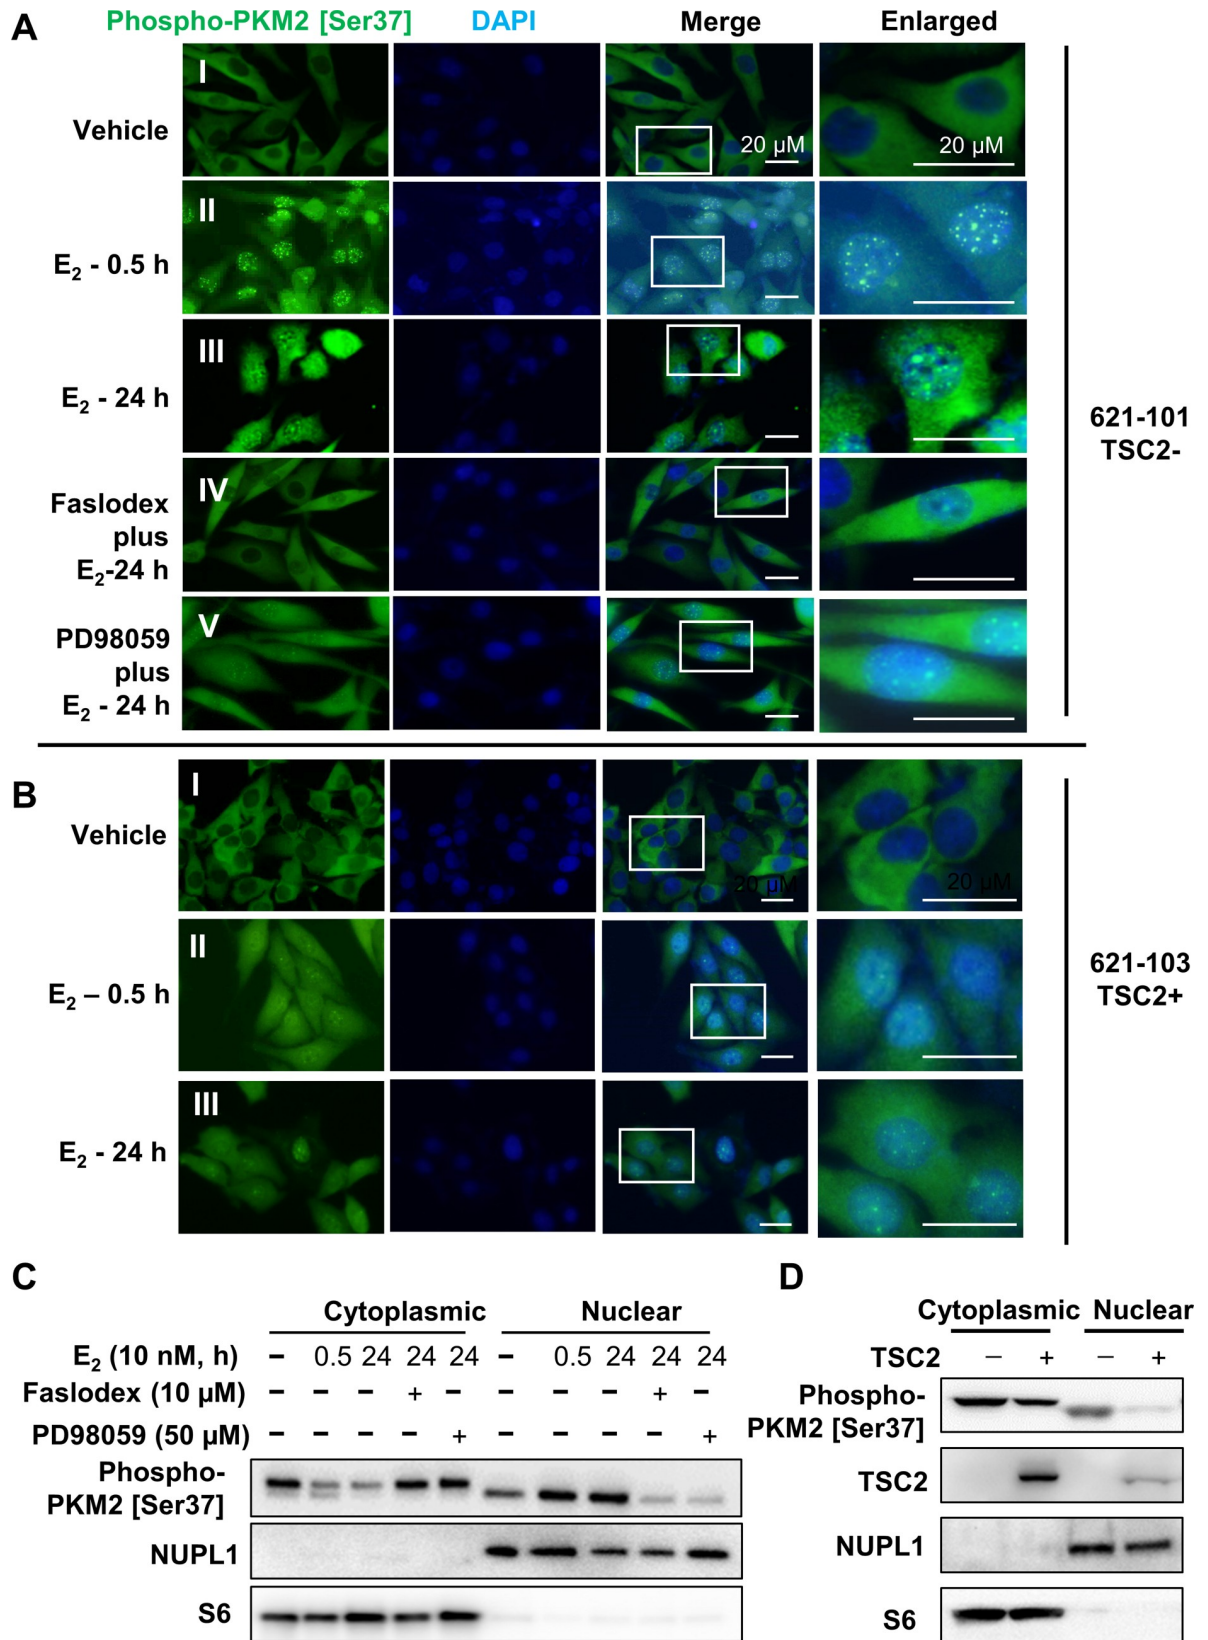 A
Phospho-PKM2 [Ser37] DAPI Merge Enlarged
I
Vehicle
20 µM 20 µM
II
E2 - 0.5 h
III
E2 - 24 h
621-101
TSC2-
IV
Faslodex
plus
E2-24 h
V
PD98059
plus
E2 - 24 h
B
I
Vehicle
20 µM 20 µM
II
E2 – 0.5 h
621-103
TSC2+
III
E2 - 24 h
C
Cytoplasmic Nuclear
E2 (10 nM, h) – 0.5 24 24 24 – 0.5 24 24 24
Faslodex (10 µM) – – – + – – – – + –
PD98059 (50 µM) – – – – + – – – – +
Phospho-
PKM2 [Ser37]
NUPL1
S6
D
Cytoplasmic Nuclear
TSC2 – + – +
Phospho-
PKM2 [Ser37]
TSC2
NUPL1
S6